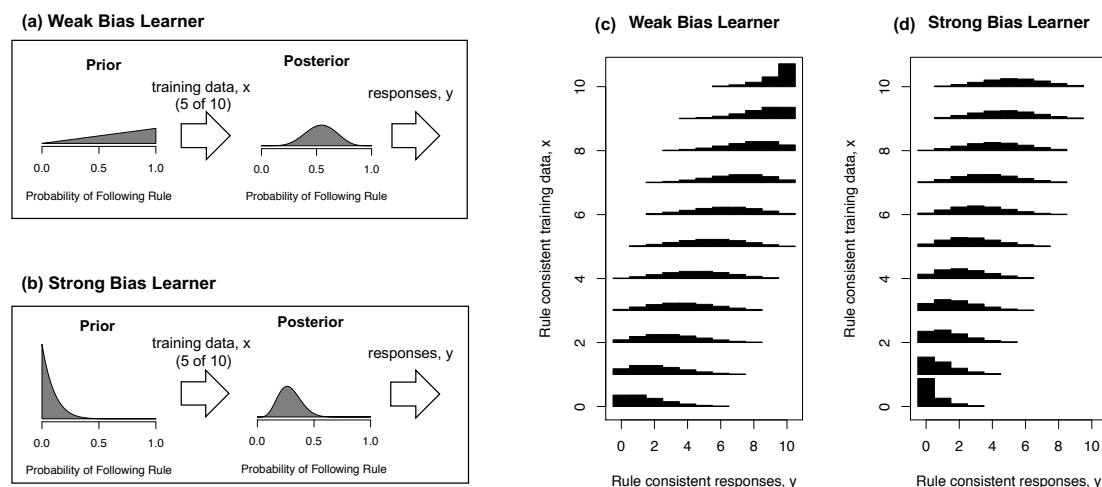 (a) Weak Bias Learner
Prior
training data, x
(5 of 10)
Posterior
responses, y
0.0 0.5 1.0
Probability of Following Rule
0.0 0.5 1.0
Probability of Following Rule
(b) Strong Bias Learner
Prior
training data, x
(5 of 10)
Posterior
responses, y
0.0 0.5 1.0
Probability of Following Rule
0.0 0.5 1.0
Probability of Following Rule
(c) Weak Bias Learner
Rule consistent training data, x
10
8
6
4
2
0
0 2 4 6 8 10
Rule consistent responses, y
(d) Strong Bias Learner
Rule consistent training data, x
10
8
6
4
2
0
0 2 4 6 8 10
Rule consistent responses, y